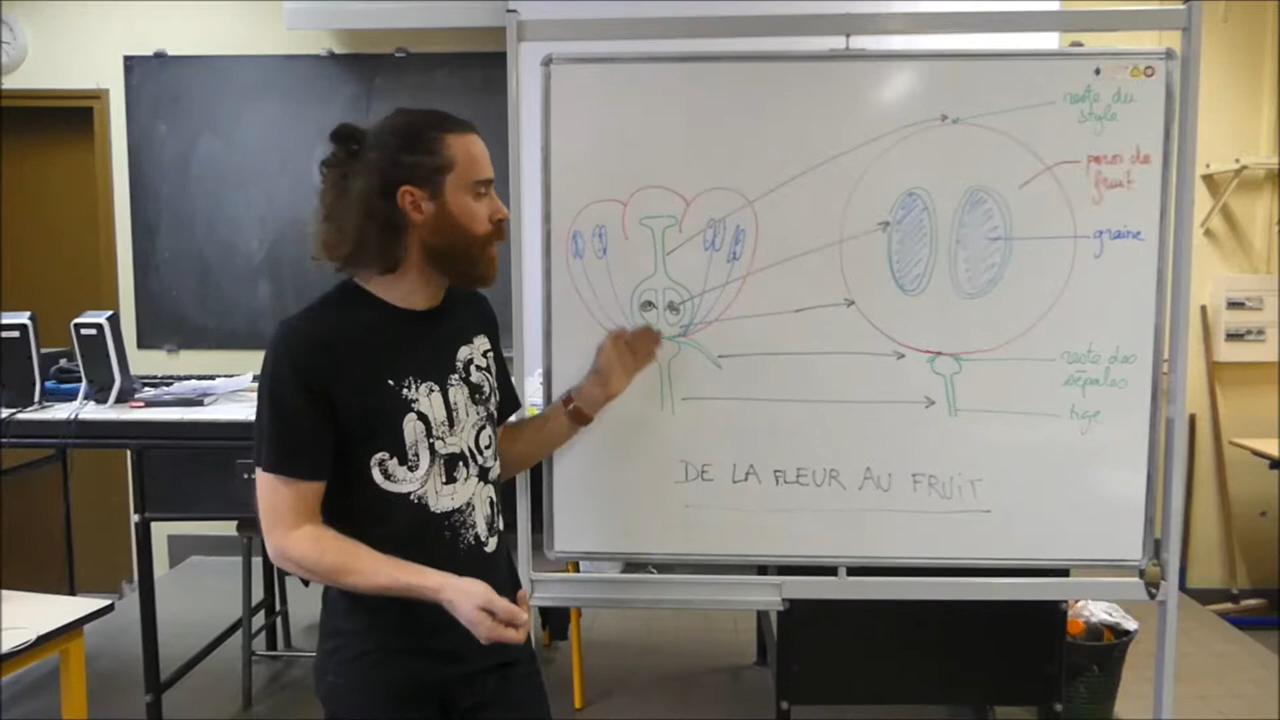 reste du
style
paroi du
fruit
graine
reste des
sépales
tige
DE LA FLEUR AU FRUIT